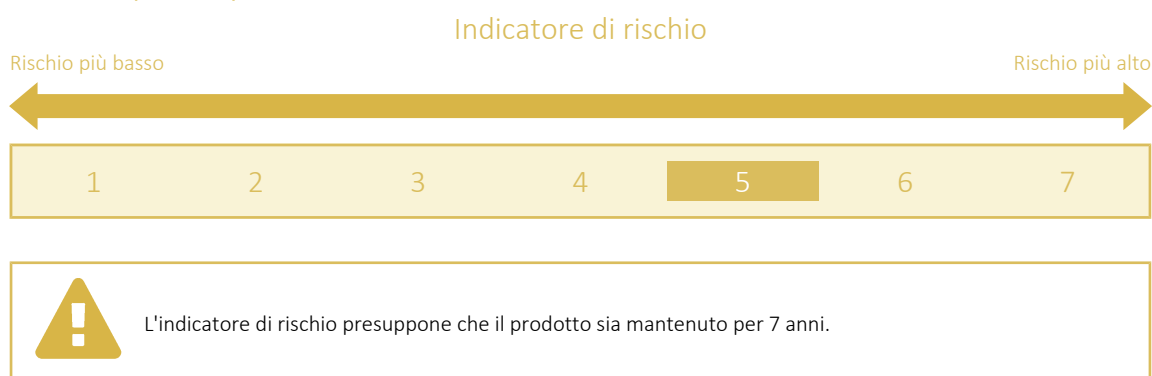 Indicatore di rischio
Rischio più basso
Rischio più alto
1 2 3 4 5 6 7
L'indicatore di rischio presuppone che il prodotto sia mantenuto per 7 anni.